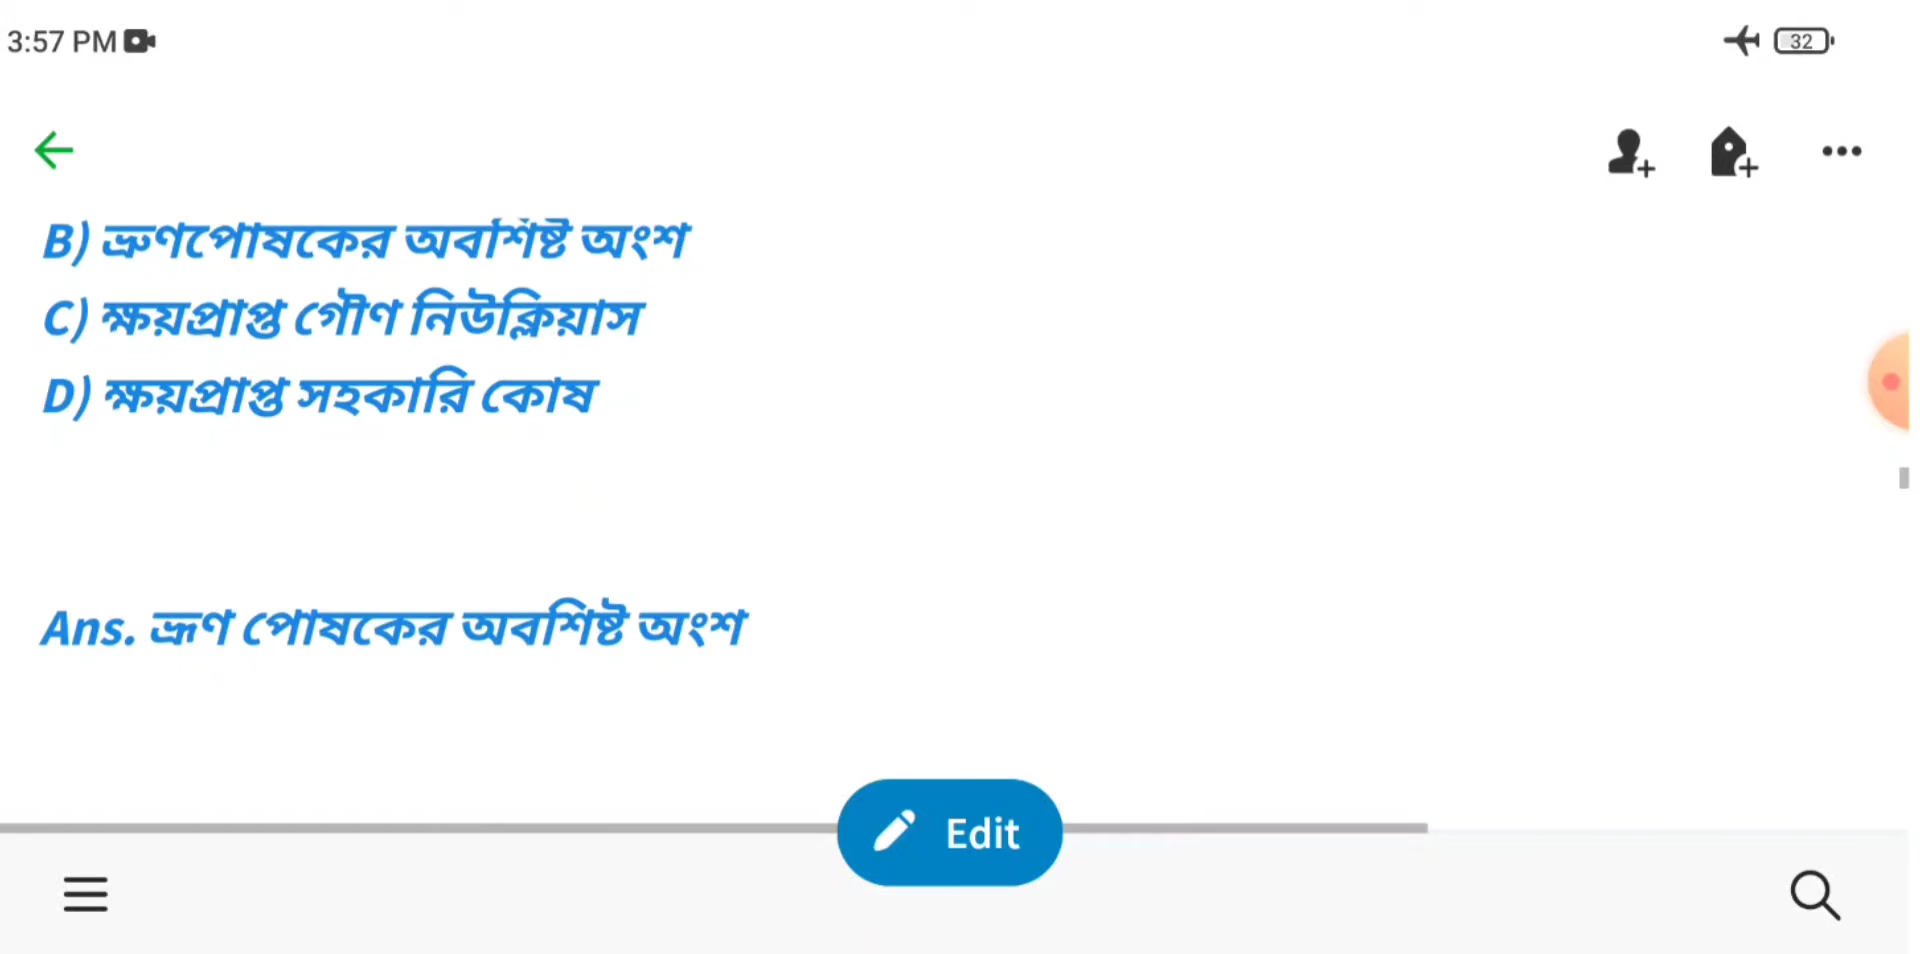 3:57 PM
32
B) ভ্রুণপোষকের অবশিষ্ট অংশ
C) ক্ষয়প্রাপ্ত গৌণ নিউক্লিয়াস
D) ক্ষয়প্রাপ্ত সহকারি কোষ
Ans. ভ্রূণ পোষকের অবশিষ্ট অংশ
Edit